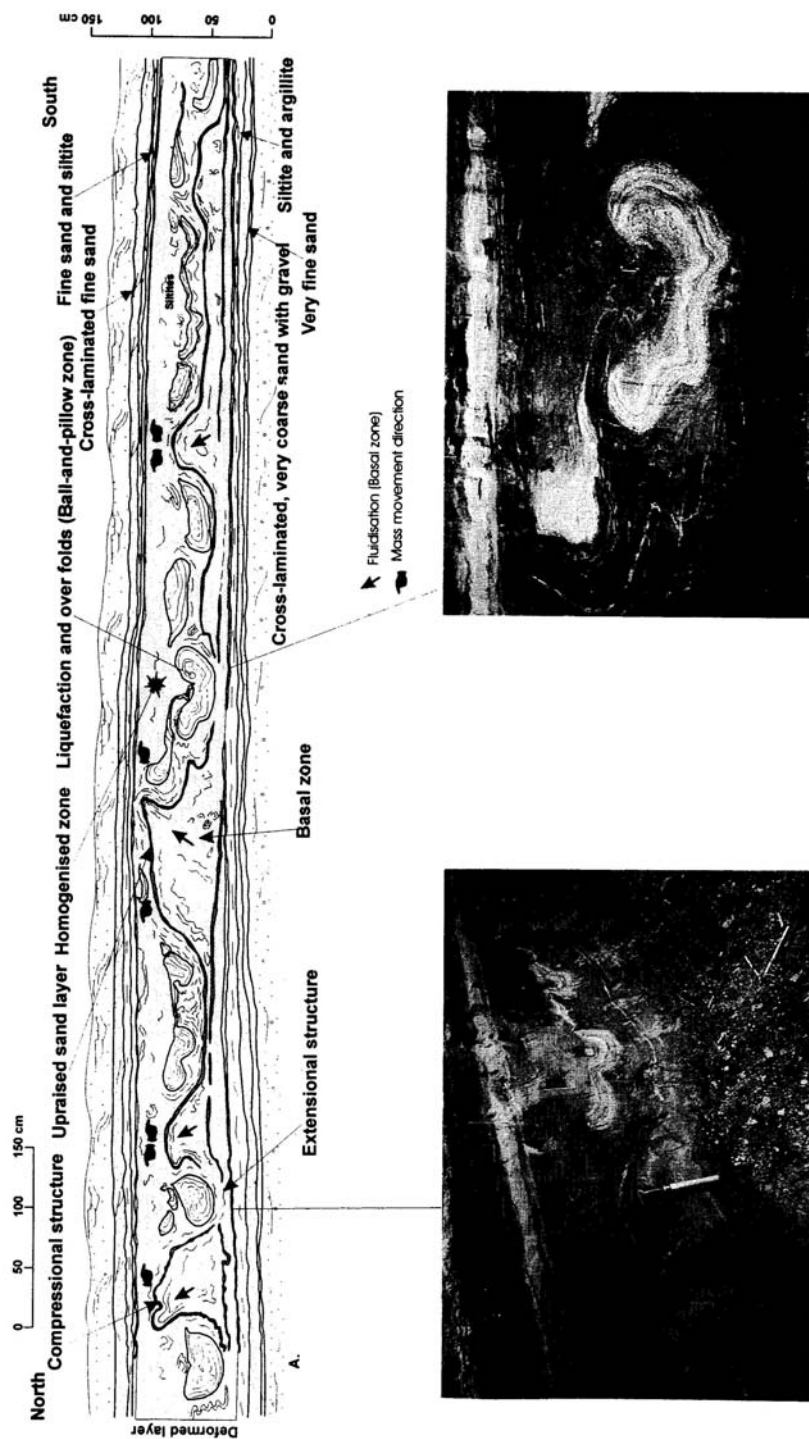 North
South
0 50 100 150 cm
Compressional structure
Upraised sand layer
Homogenised zone
Liquefaction and over folds (Ball-and-pillow zone)
Cross-laminated fine sand
Fine sand and siltite
150 cm
100
50
0
Deformed layer
Siltites
A.
Extensional structure
Basal zone
Cross-laminated, very coarse sand with gravel
Very fine sand
Siltite and argillite
Fluidisation (Basal zone)
Mass movement direction